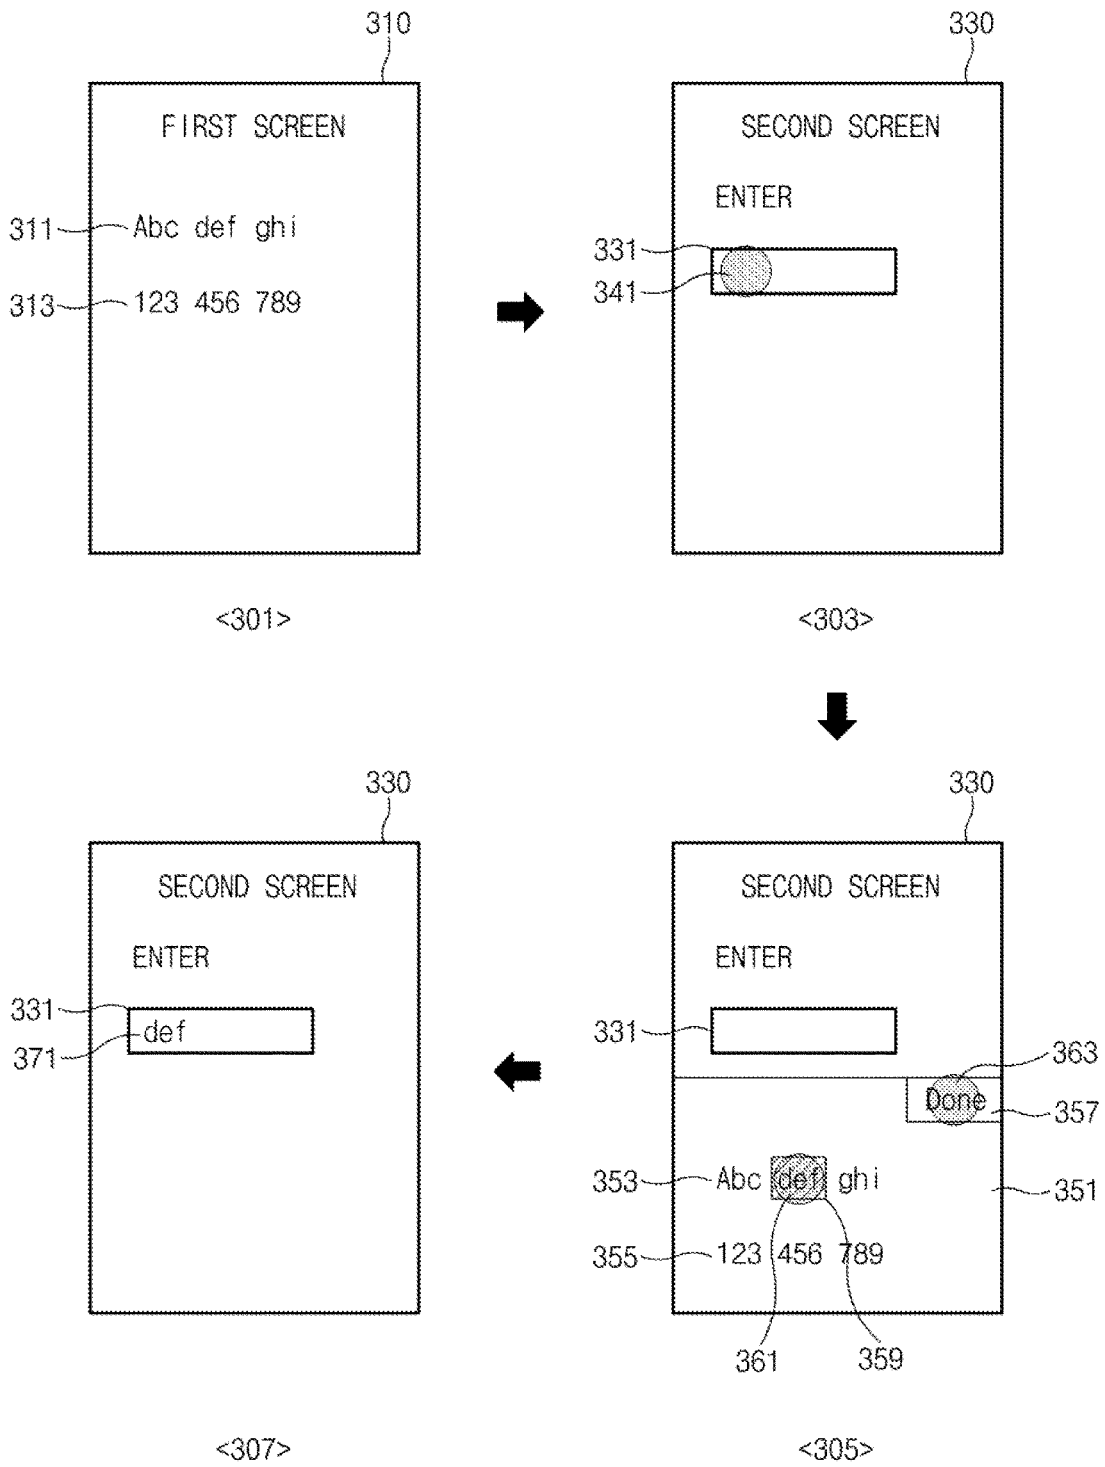 310
FIRST SCREEN
311
Abc def ghi
313
123 456 789
<301>
330
SECOND SCREEN
ENTER
331
341
<303>
330
SECOND SCREEN
ENTER
331
def
371
<307>
330
SECOND SCREEN
ENTER
331
363
Done
357
353
Abc def ghi
351
355
123 456 789
361
359
<305>